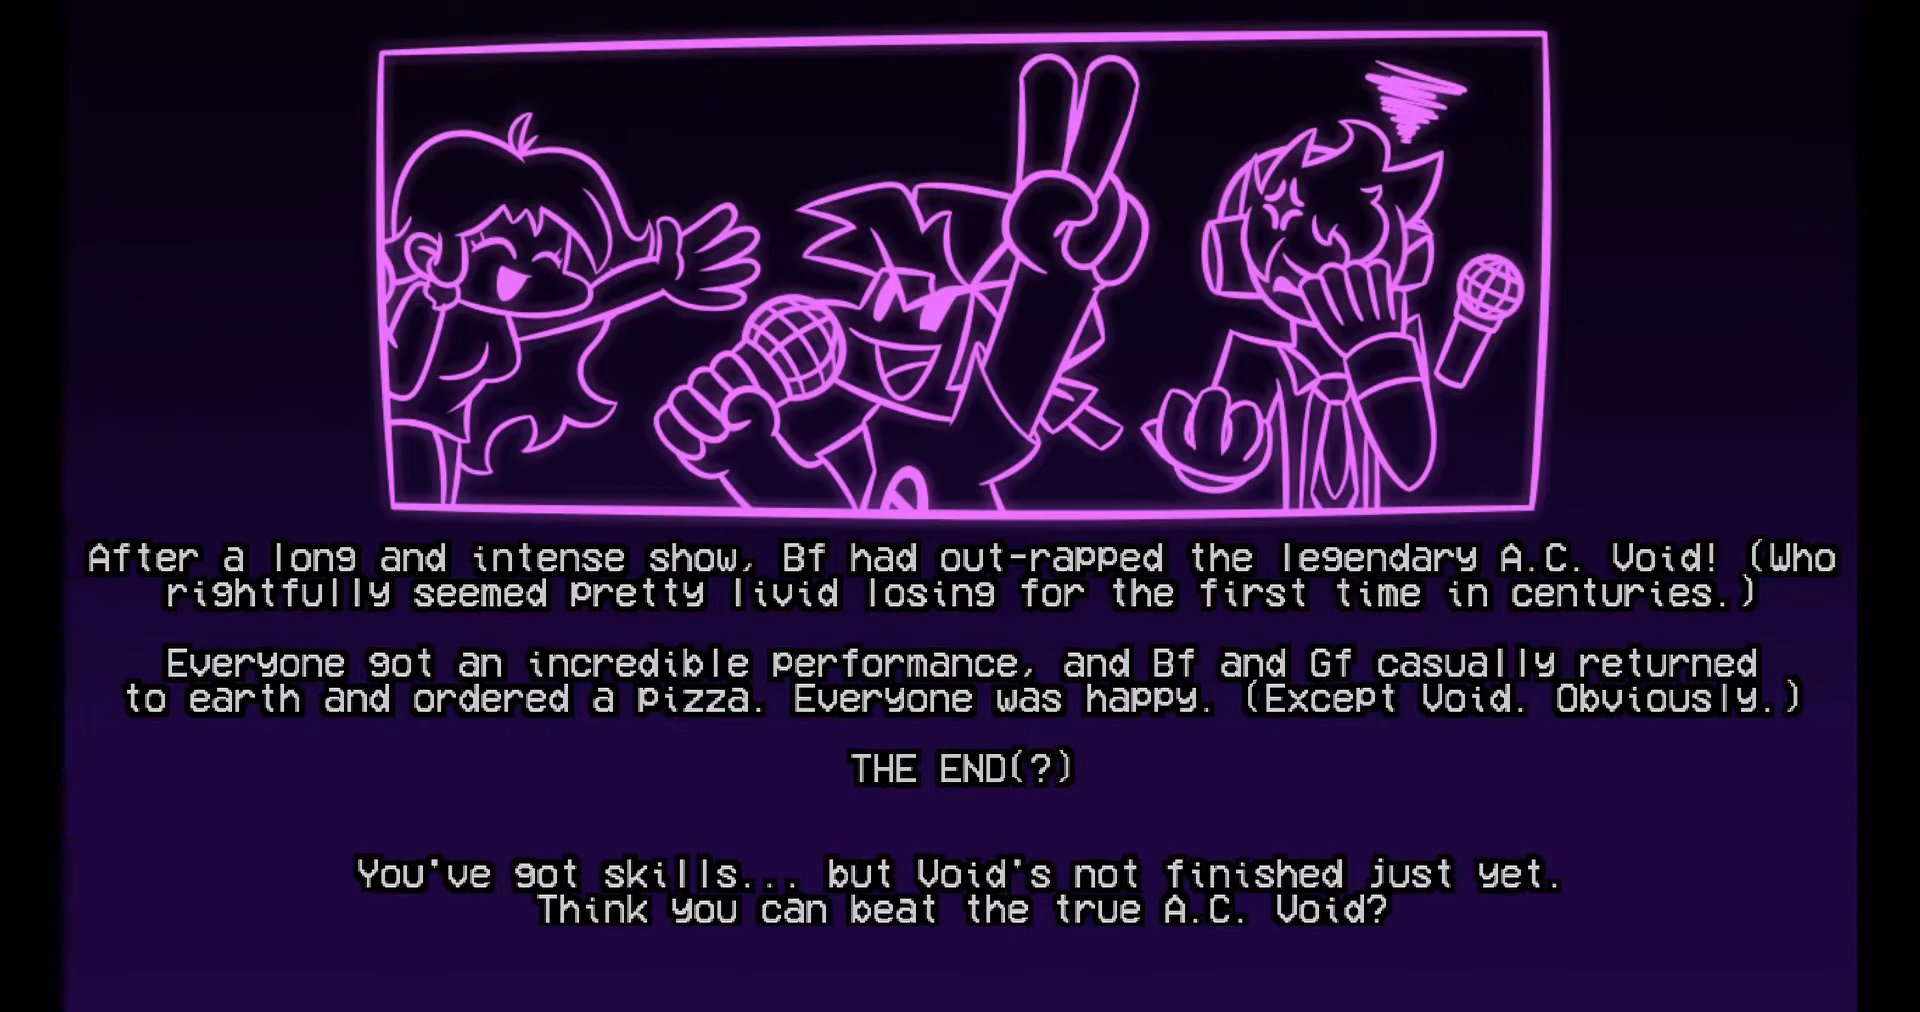 After a long and intense show, Bf had out-rapped the legendary A.C. Void! (Who
rightfully seemed pretty livid losing for the first time in centuries.)
Everyone got an incredible performance, and Bf and Gf casually returned
to earth and ordered a pizza. Everyone was happy. (Except Void. Obviously.)
THE END(?)
You've got skills... but Void's not finished just yet.
Think you can beat the true A.C. Void?